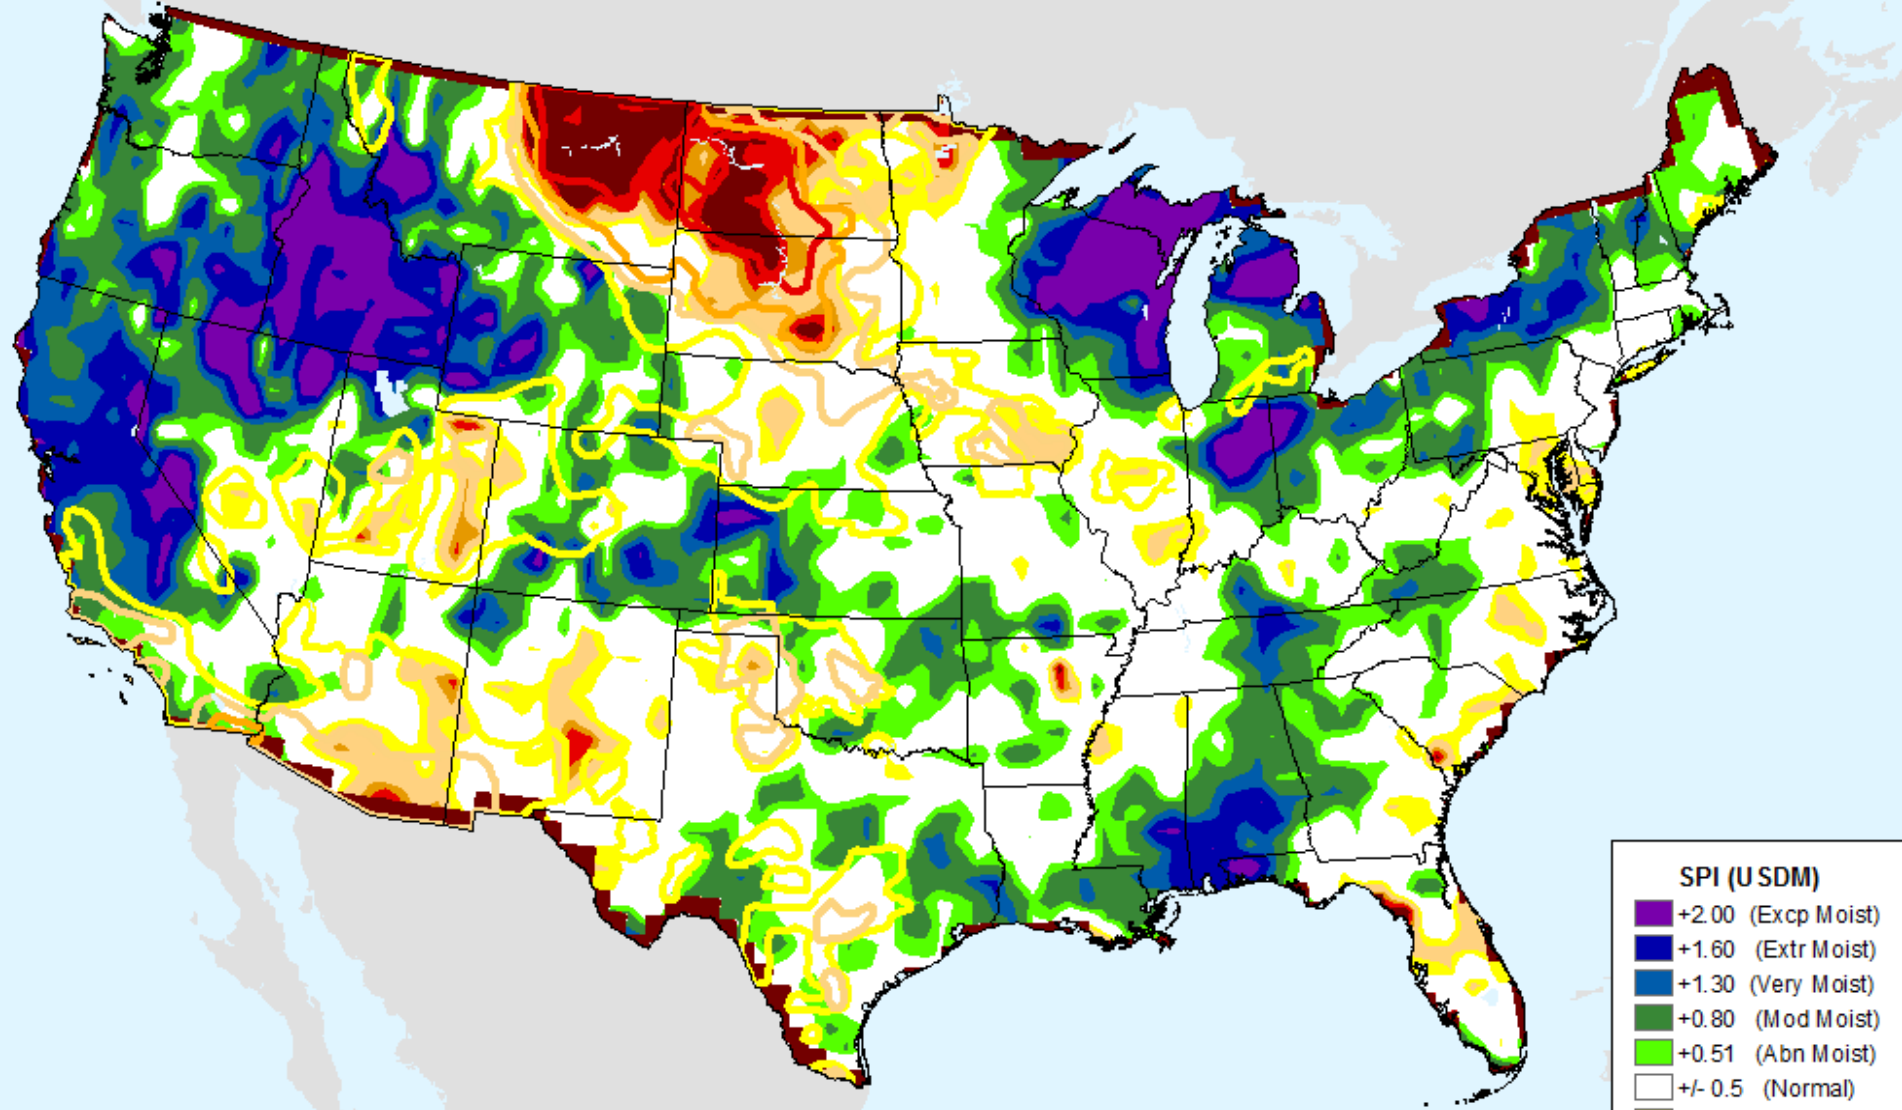 SPI (USDM)
+2.00 (Excp Moist)
+1.60 (Extr Moist)
+1.30 (Very Moist)
+0.80 (Mod Moist)
+0.51 (Abn Moist)
+/- 0.5 (Normal)